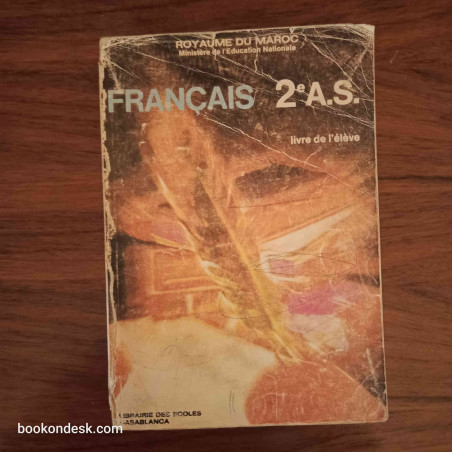 ROYAUME DU MAROC
Ministère de l'Education Nationale
FRANÇAIS 2e A.S.
livre de l'élève
LIBRAIRIE DES ECOLES
CASABLANCA
bookondesk.com